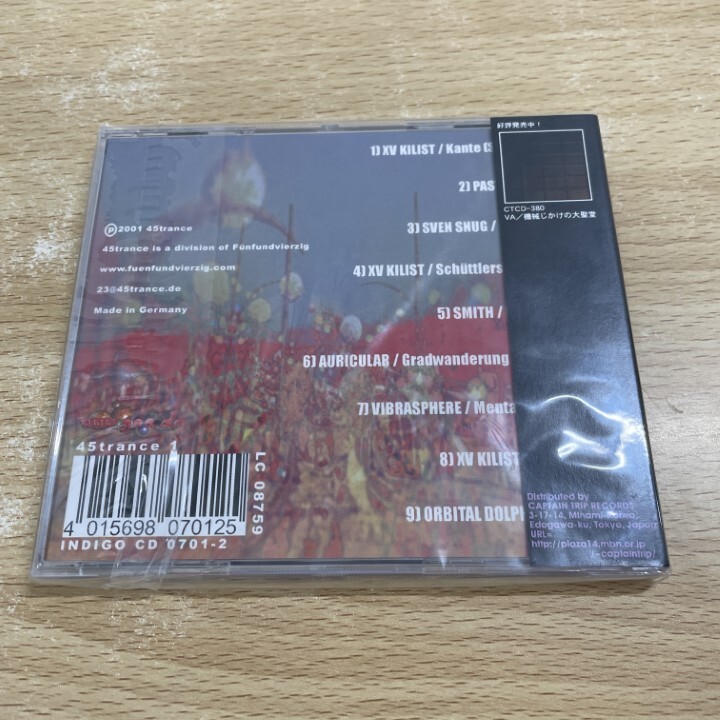 1) XV KILIST / Kante
2) PAS
3) SVEN SNUG /
4) XV KILIST / Schüttlers
5) SMITH /
6) AURICULAR / Gradwanderung
7) VIBRASPHERE / Menta
8) XV KILIST
9) ORBITAL DOLP
℗2001 45trance
45trance is a division of Fünfundvierzig
www.fuenfundvierzig.com
23@45trance.de
Made in Germany
45trance 1
4 015698 070125
INDIGO CD 0701-2
LC 08759
好評発売中!
CTCD-380
VA/機械じかけの大聖堂
Distributed by
CAPTAIN TRIP RECORDS
3-17-14, Minami-
Edogawa-ku, Tokyo, Japan
URL=
http://plaza14.mbn.or.jp
/~captaintrip/